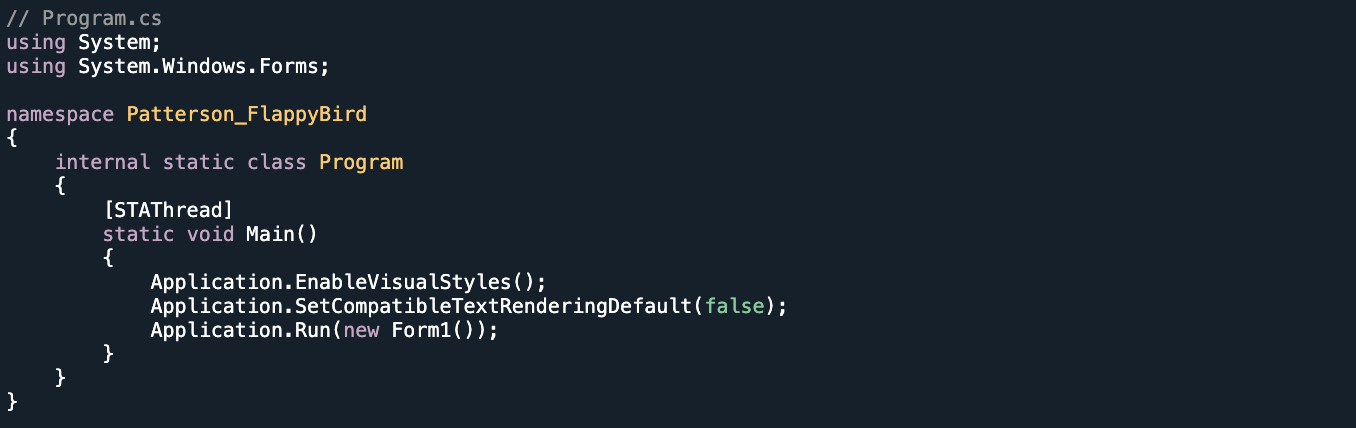 // Program.cs
using System;
using System.Windows.Forms;

namespace Patterson_FlappyBird
{
    internal static class Program
    {
        [STAThread]
        static void Main()
        {
            Application.EnableVisualStyles();
            Application.SetCompatibleTextRenderingDefault(false);
            Application.Run(new Form1());
        }
    }
}